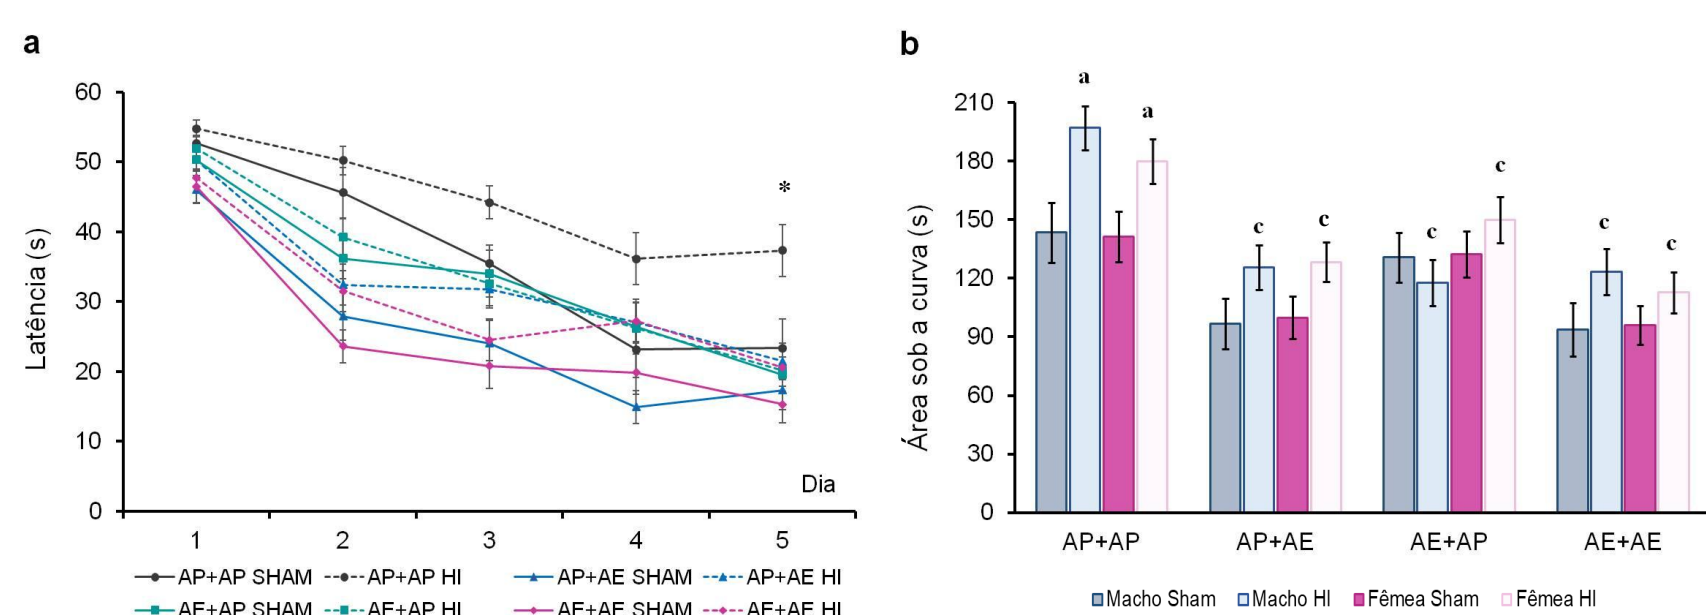 a
Latência (s)
60
50
40
30
20
10
0
*
Dia
1 2 3 4 5
AP+AP SHAM AP+AP HI AP+AE SHAM AP+AE HI
AE+AP SHAM AE+AP HI AE+AE SHAM AE+AE HI
b
Área sob a curva (s)
210
180
150
120
90
60
30
0
a a c c c c c c
AP+AP AP+AE AE+AP AE+AE
Macho Sham Macho HI Fêmea Sham Fêmea HI